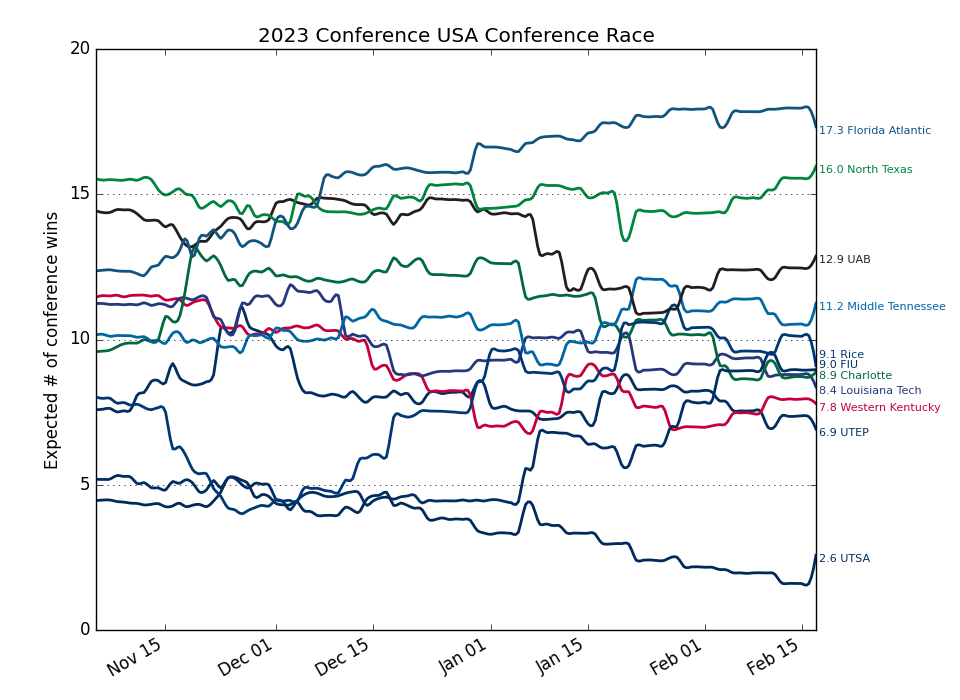 2023 Conference USA Conference Race
Expected # of conference wins
20
15
10
5
0
Nov 15
Dec 01
Dec 15
Jan 01
Jan 15
Feb 01
Feb 15
17.3 Florida Atlantic
16.0 North Texas
12.9 UAB
11.2 Middle Tennessee
9.1 Rice
9.0 FIU
8.9 Charlotte
8.4 Louisiana Tech
7.8 Western Kentucky
6.9 UTEP
2.6 UTSA